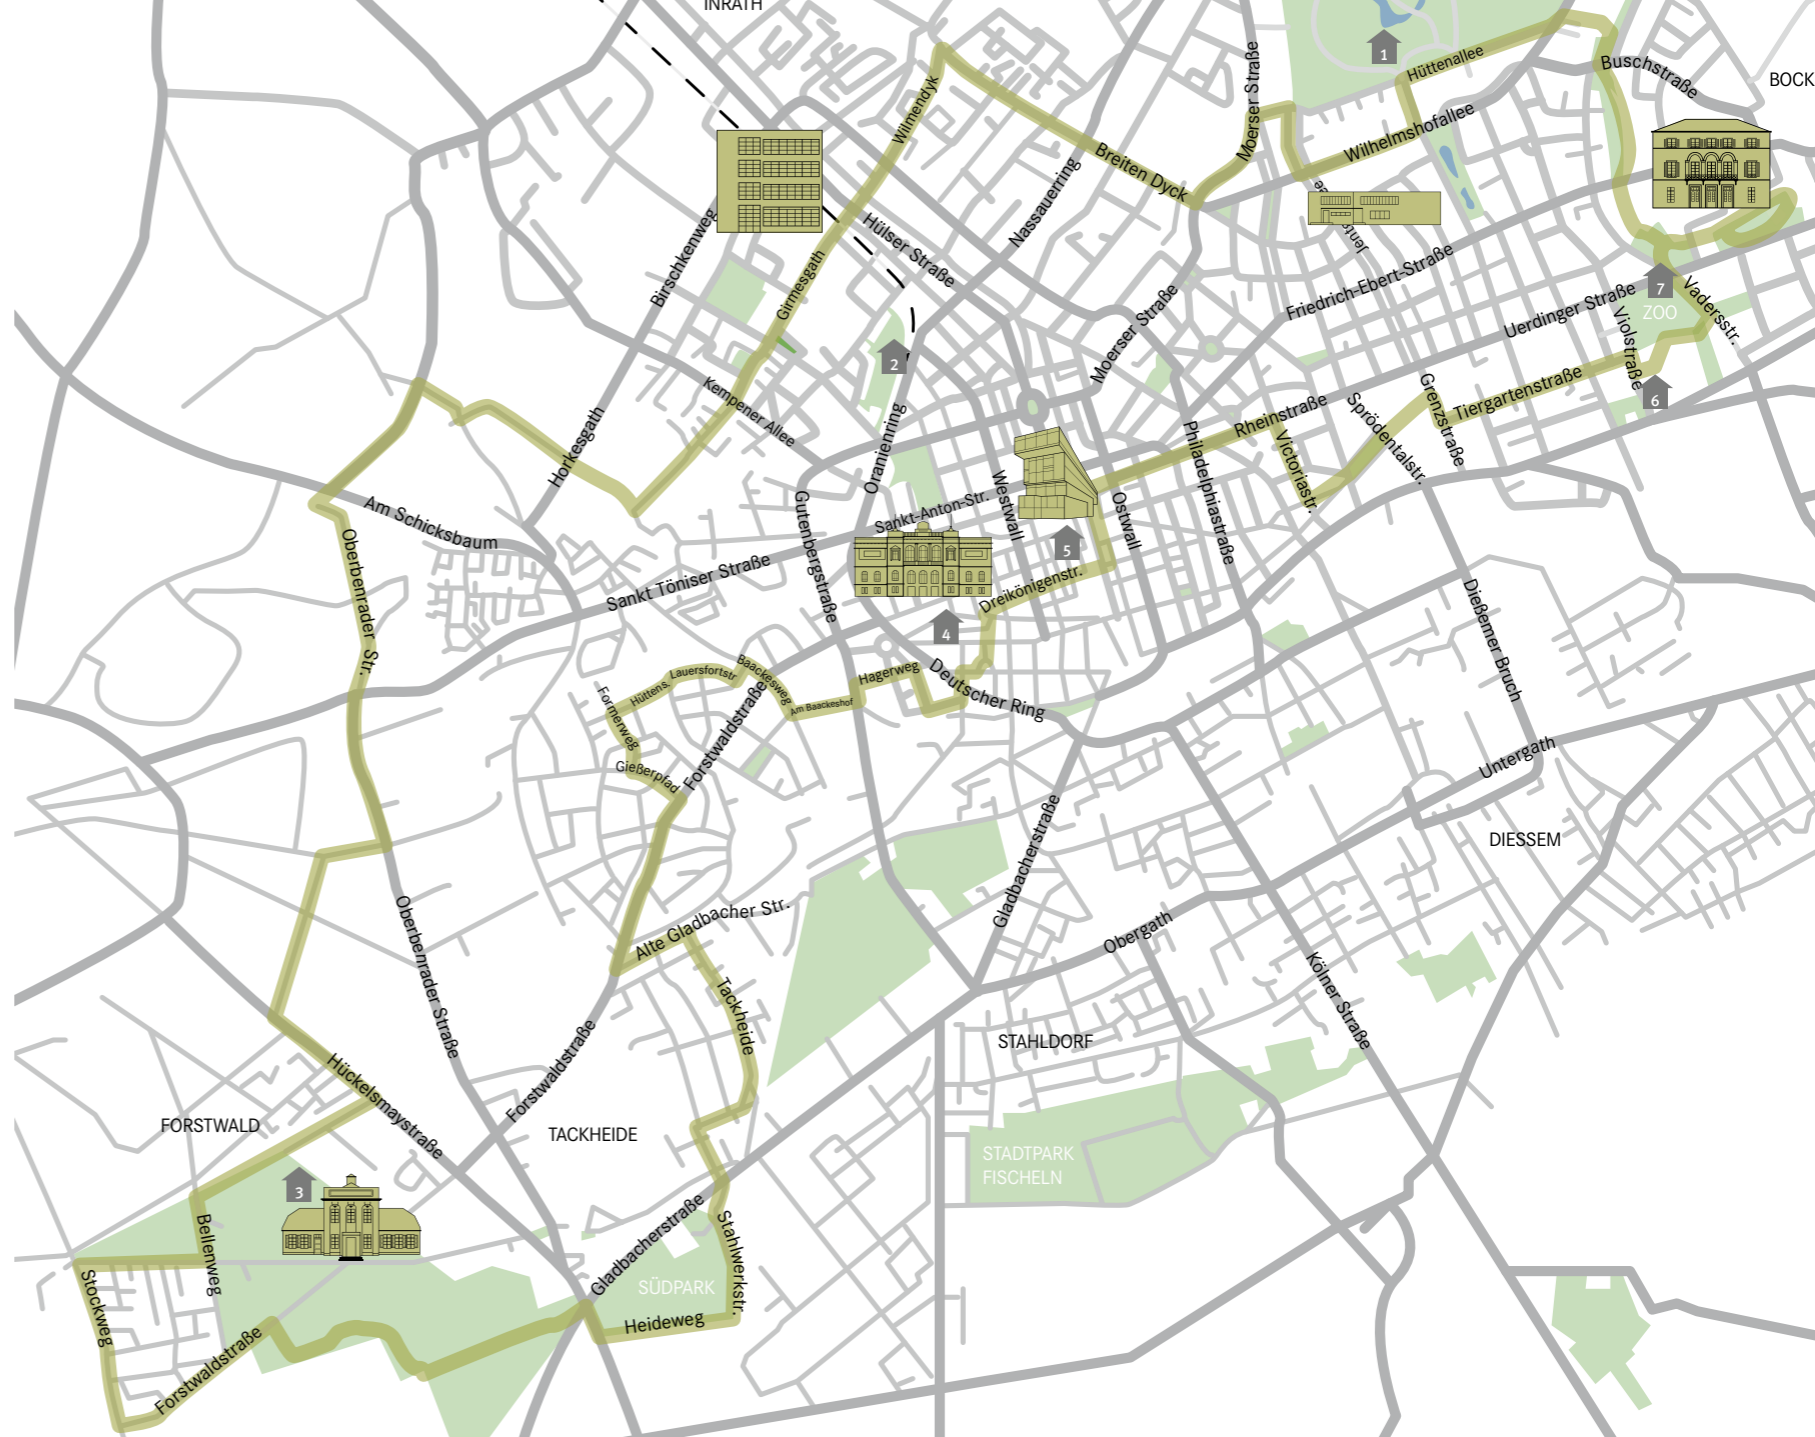 INRATH
1
Hüttenallee
Buschstraße
BOCK
Moerser Straße
Wilmendyk
Breiten Dyck
Wilhelmshofallee
Nassauerring
Birschkenweg
Hülser Straße
Girmesgath
Friedrich-Ebert-Straße
7
ZOO
Vadersstr.
Uerdinger Straße
Violstraße
Moerser Straße
2
6
Kempener Allee
Tiergartenstraße
Grenzstraße
Sprödentalstr.
Rheinstraße
Victoriastr.
Philadelphiastraße
Horkesgath
Oranienring
Westwall
Ostwall
Sankt-Anton-Str.
Gutenbergstraße
Am Schicksbaum
5
Oberbenrader Str.
Sankt Töniser Straße
Dreikönigenstr.
4
Dießemer Bruch
Baackesweg
Lauersfortstr
Hüttens.
Hagerweg
Deutscher Ring
Am Baackeshof
Formerweg
Forstwaldstraße
Gießerpfad
Untergath
Gladbacherstraße
DIESSEM
Alte Gladbacher Str.
Oberbenrader Straße
Obergath
Tackheide
Kölner Straße
STAHLDORF
Forstwaldstraße
Hückelsmaystraße
FORSTWALD
TACKHEIDE
STADTPARK
FISCHELN
3
Bellenweg
Gladbacherstraße
Stahlwerkstr.
SÜDPARK
Stockweg
Heideweg
Forstwaldstraße